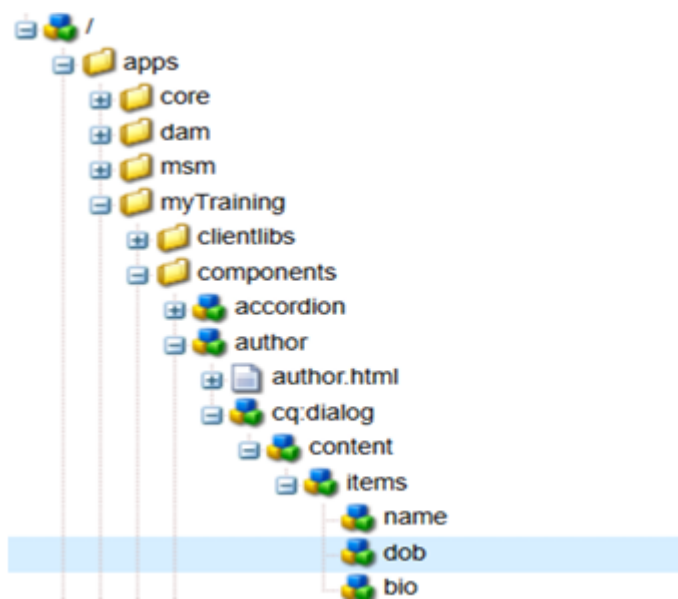 /
apps
core
dam
msm
myTraining
clientlibs
components
accordion
author
author.html
cq:dialog
content
items
name
dob
bio